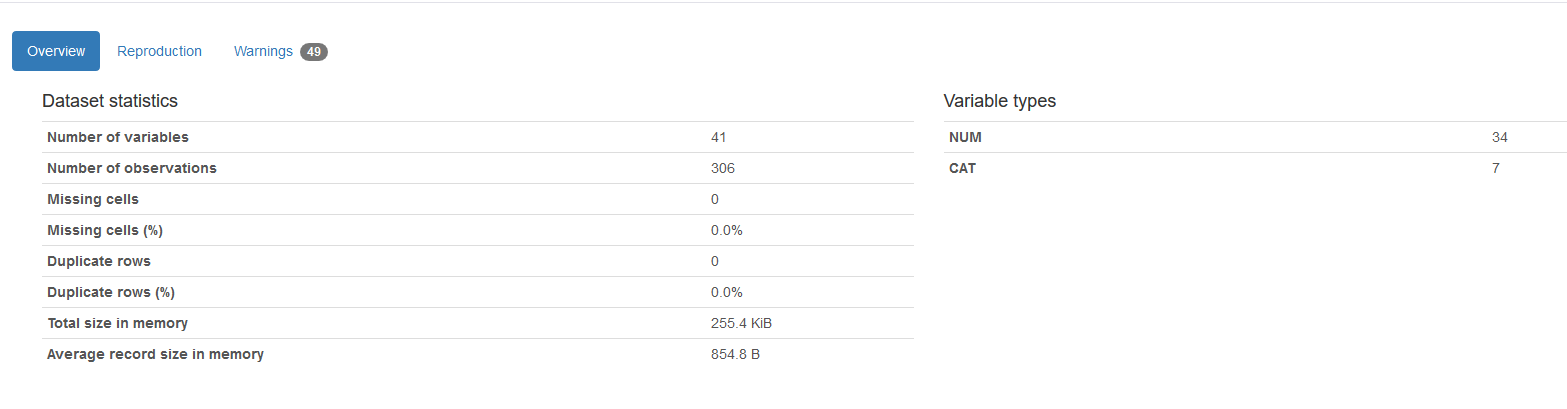 Overview Reproduction Warnings 49
Dataset statistics
Number of variables 41
Number of observations 306
Missing cells 0
Missing cells (%) 0.0%
Duplicate rows 0
Duplicate rows (%) 0.0%
Total size in memory 255.4 KiB
Average record size in memory 854.8 B
Variable types
NUM 34
CAT 7